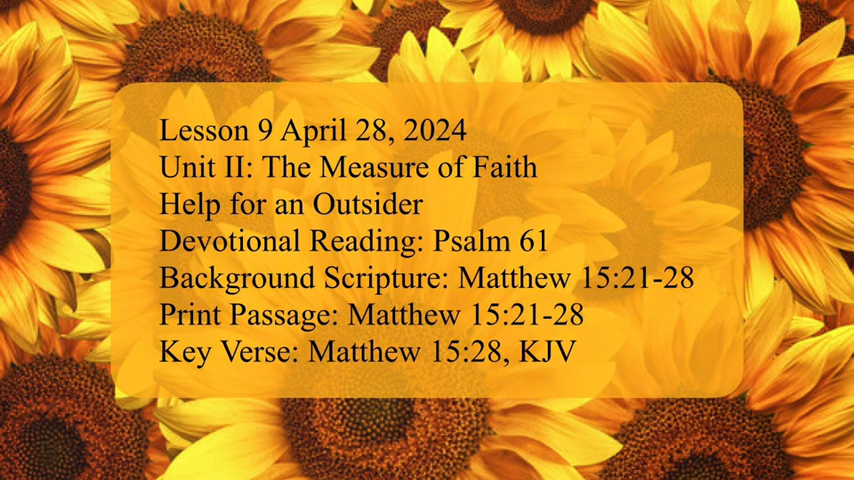 Lesson 9 April 28, 2024
Unit II: The Measure of Faith
Help for an Outsider
Devotional Reading: Psalm 61
Background Scripture: Matthew 15:21-28
Print Passage: Matthew 15:21-28
Key Verse: Matthew 15:28, KJV